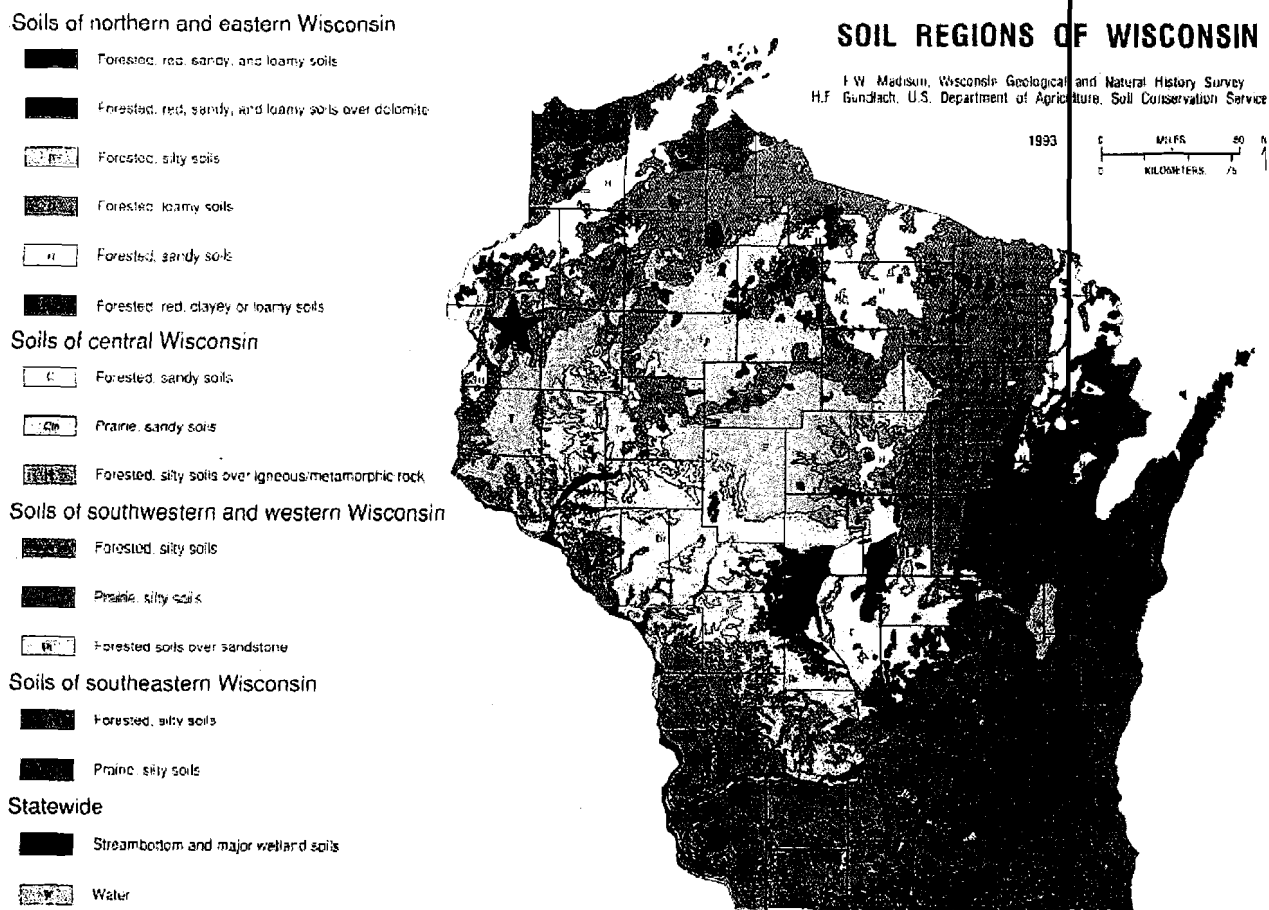 Soils of northern and eastern Wisconsin
Forested, red, sandy, and loamy soils
Forested, red, sandy, and loamy soils over dolomite
Forested, silty soils
Forested loamy soils
H
Forested, sandy soils
Forested, red, clayey or loamy soils
Soils of central Wisconsin
C
Forested, sandy soils
Cm
Prairie, sandy soils
Forested, silty soils over igneous/metamorphic rock
Soils of southwestern and western Wisconsin
Forested, silty soils
Prairie, silty soils
Forested soils over sandstone
Soils of southeastern Wisconsin
Forested, silty soils
Prairie, silty soils
Statewide
Streambottom and major wetland soils
W
Water
SOIL REGIONS OF WISCONSIN
F.W. Madison, Wisconsin Geological and Natural History Survey
H.F. Gundlach, U.S. Department of Agriculture, Soil Conservation Service
1993
0 MILES 50 N
0 KILOMETERS 75
H